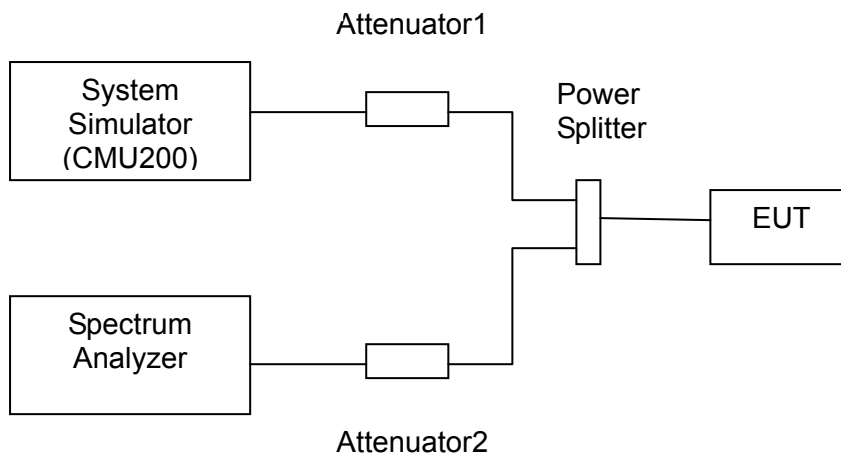 Attenuator1
System
Simulator
(CMU200)
Power
Splitter
EUT
Spectrum
Analyzer
Attenuator2